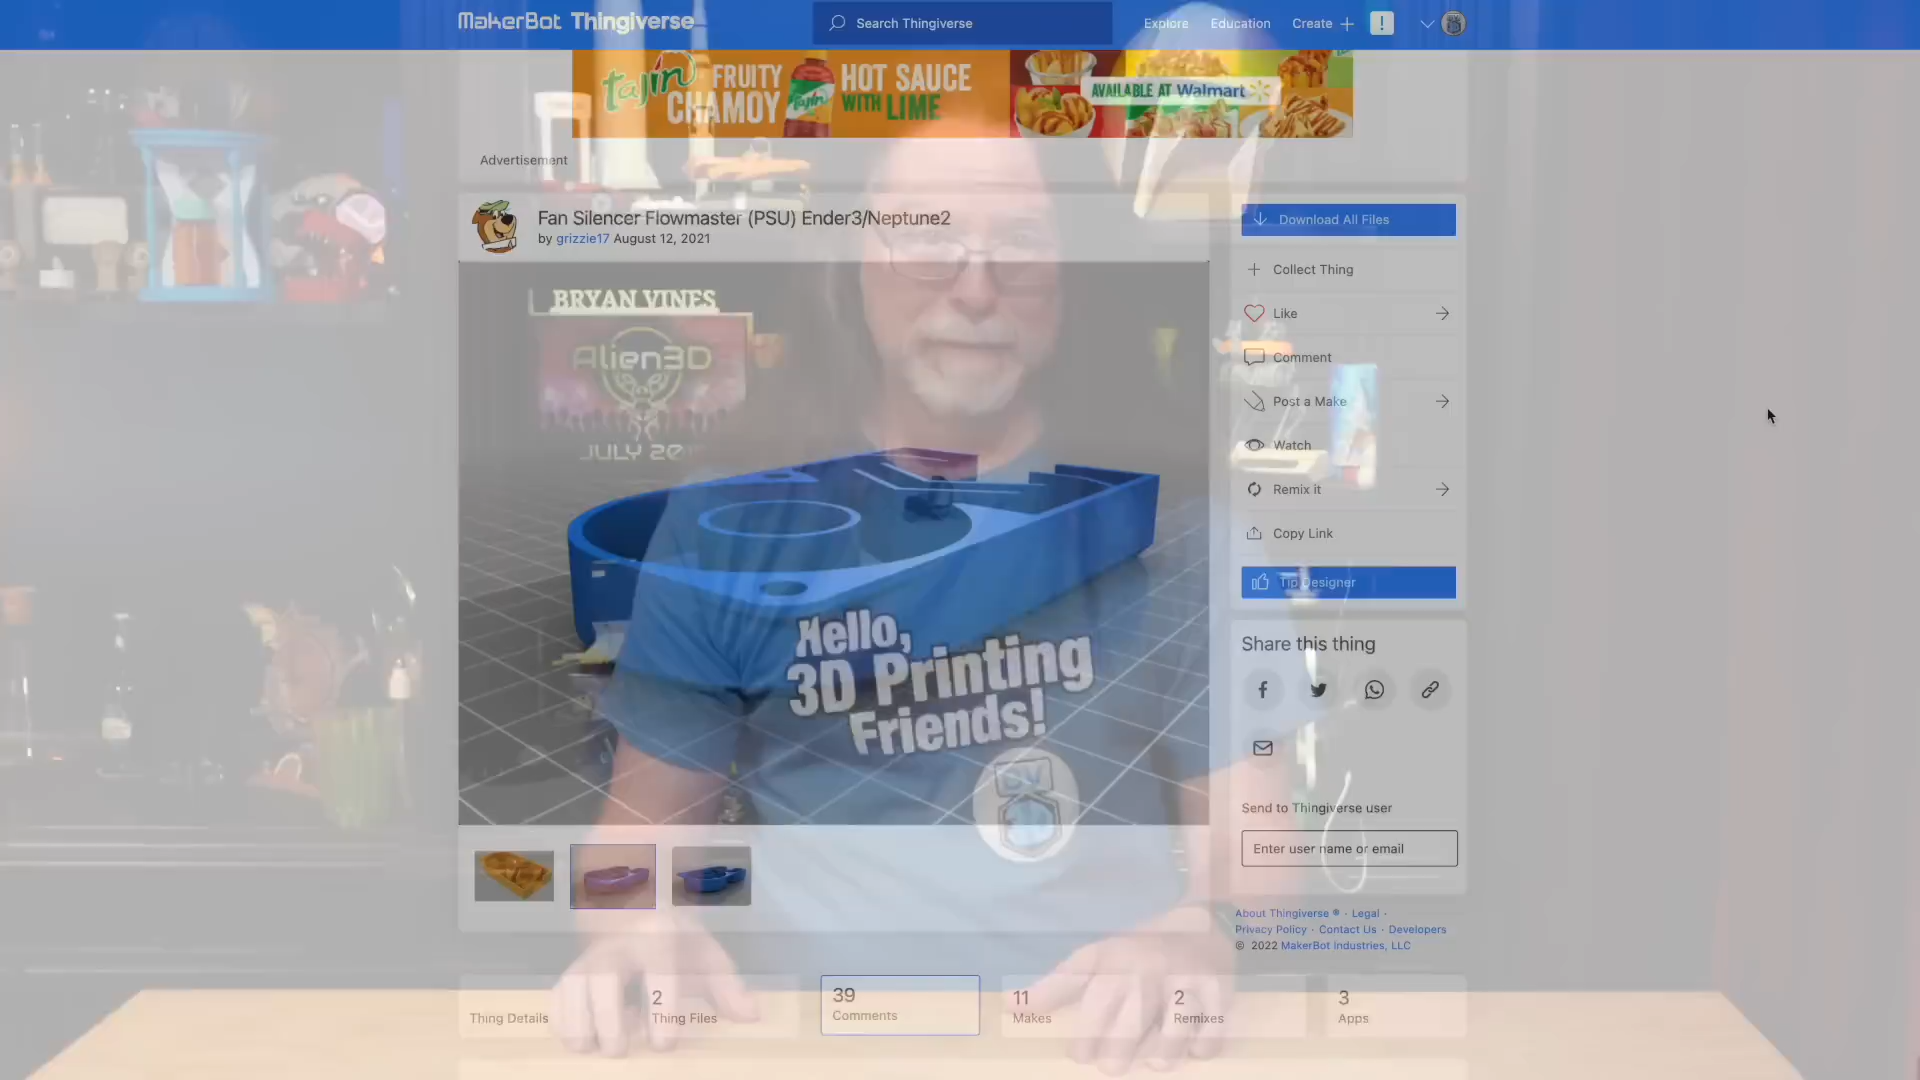 MakerBot Thingiverse
Search Thingiverse
Explore
Education
Create
tajín
FRUITY
CHAMOY
HOT SAUCE
WITH LIME
AVAILABLE AT Walmart
Advertisement
Fan Silencer Flowmaster (PSU) Ender3/Neptune2
by grizzie17 August 12, 2021
BRYAN VINES
Alien3D
JULY
Hello,
3D Printing
Friends!
Download All Files
Collect Thing
Like
Comment
Post a Make
Watch
Remix it
Copy Link
Tip Designer
Share this thing
Send to Thingiverse user
Enter user name or email
About Thingiverse ® · Legal ·
Privacy Policy · Contact Us · Developers
© 2022 MakerBot Industries, LLC
Thing Details
2
Thing Files
39
Comments
11
Makes
2
Remixes
3
Apps